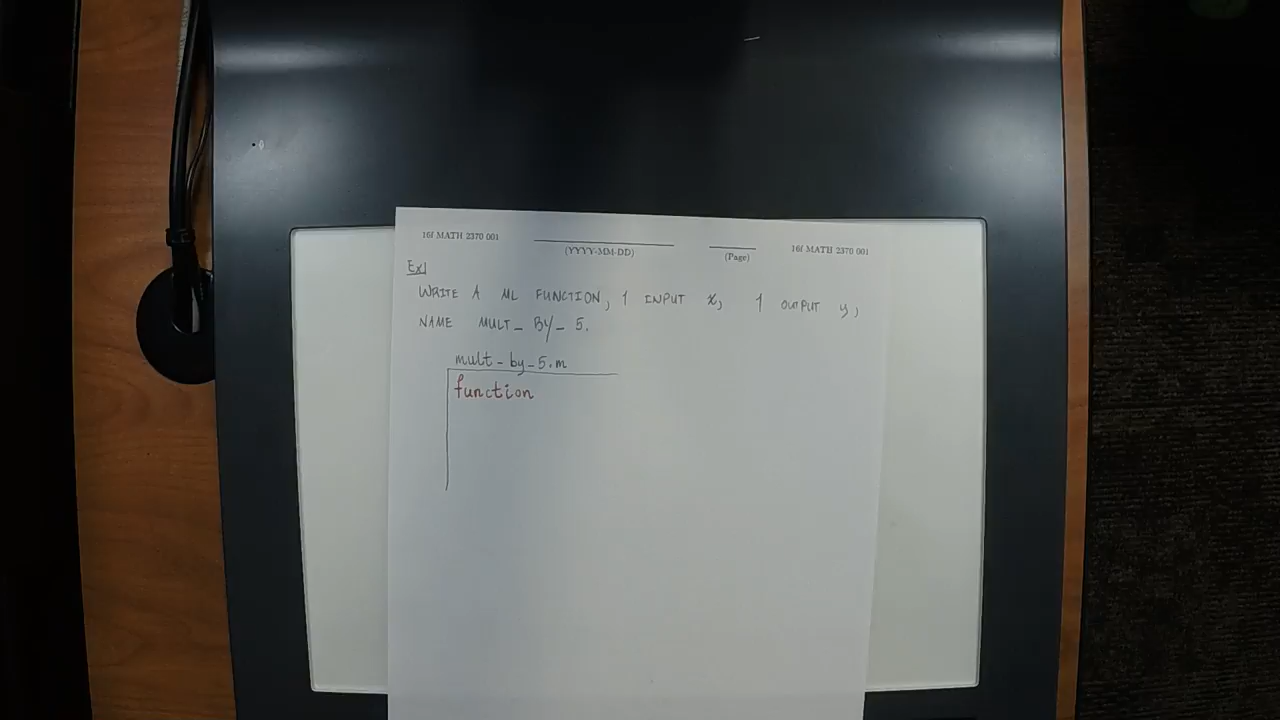 16f MATH 2370 001 (YYYY-MM-DD) (Page) 16f MATH 2370 001
Ex1
WRITE A ML FUNCTION, 1 INPUT x, 1 OUTPUT y,
NAME MULT_BY_5.
mult_by_5.m
function